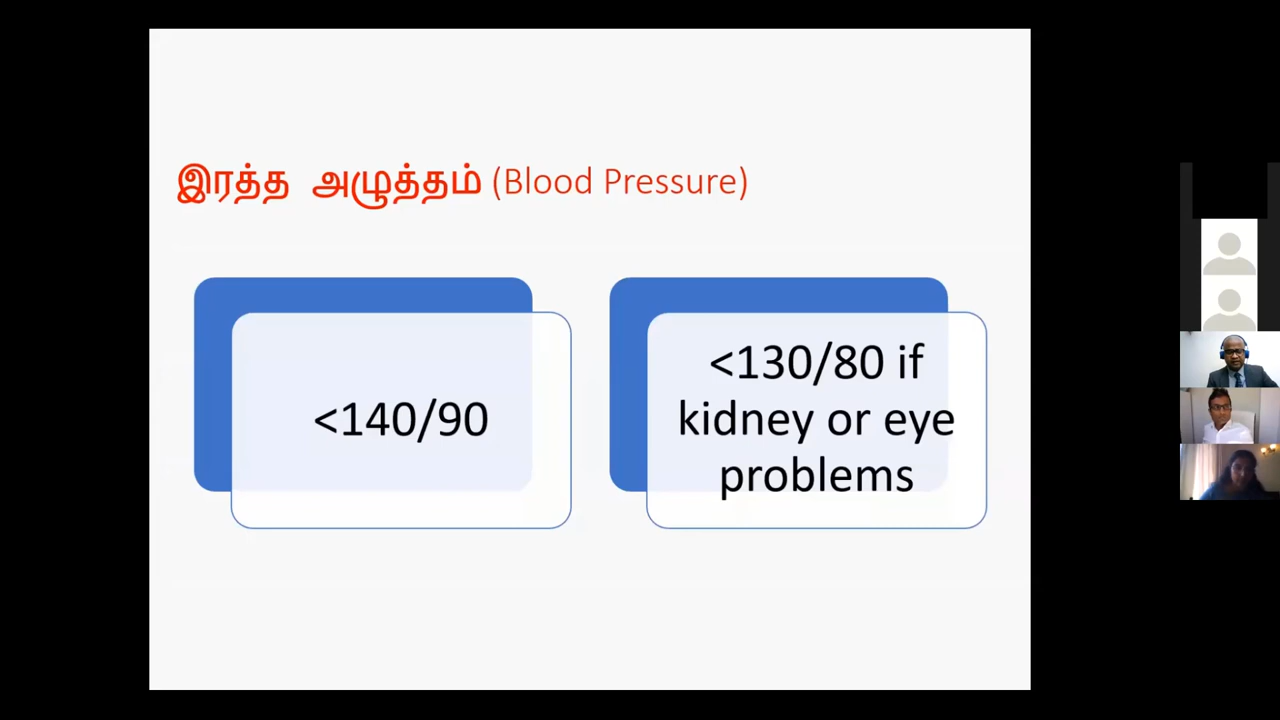 இரத்த அழுத்தம் (Blood Pressure)
<140/90
<130/80 if
kidney or eye
problems